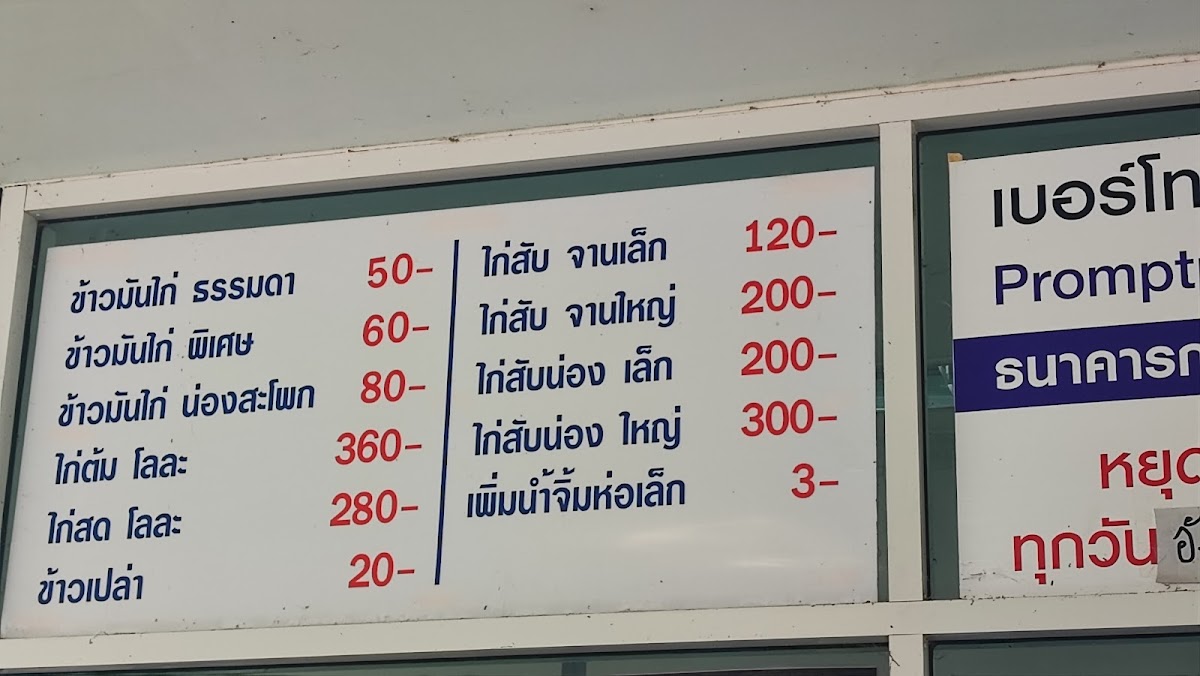 ข้าวมันไก่ ธรรมดา 50-
ข้าวมันไก่ พิเศษ 60-
ข้าวมันไก่ น่องสะโพก 80-
ไก่ต้ม โลละ 360-
ไก่สด โลละ 280-
ข้าวเปล่า 20-
ไก่สับ จานเล็ก 120-
ไก่สับ จานใหญ่ 200-
ไก่สับน่อง เล็ก 200-
ไก่สับน่อง ใหญ่ 300-
เพิ่มน้ำจิ้มห่อเล็ก 3-
เบอร์โท
Prompt
ธนาคารก
หยุด
ทุกวัน อั